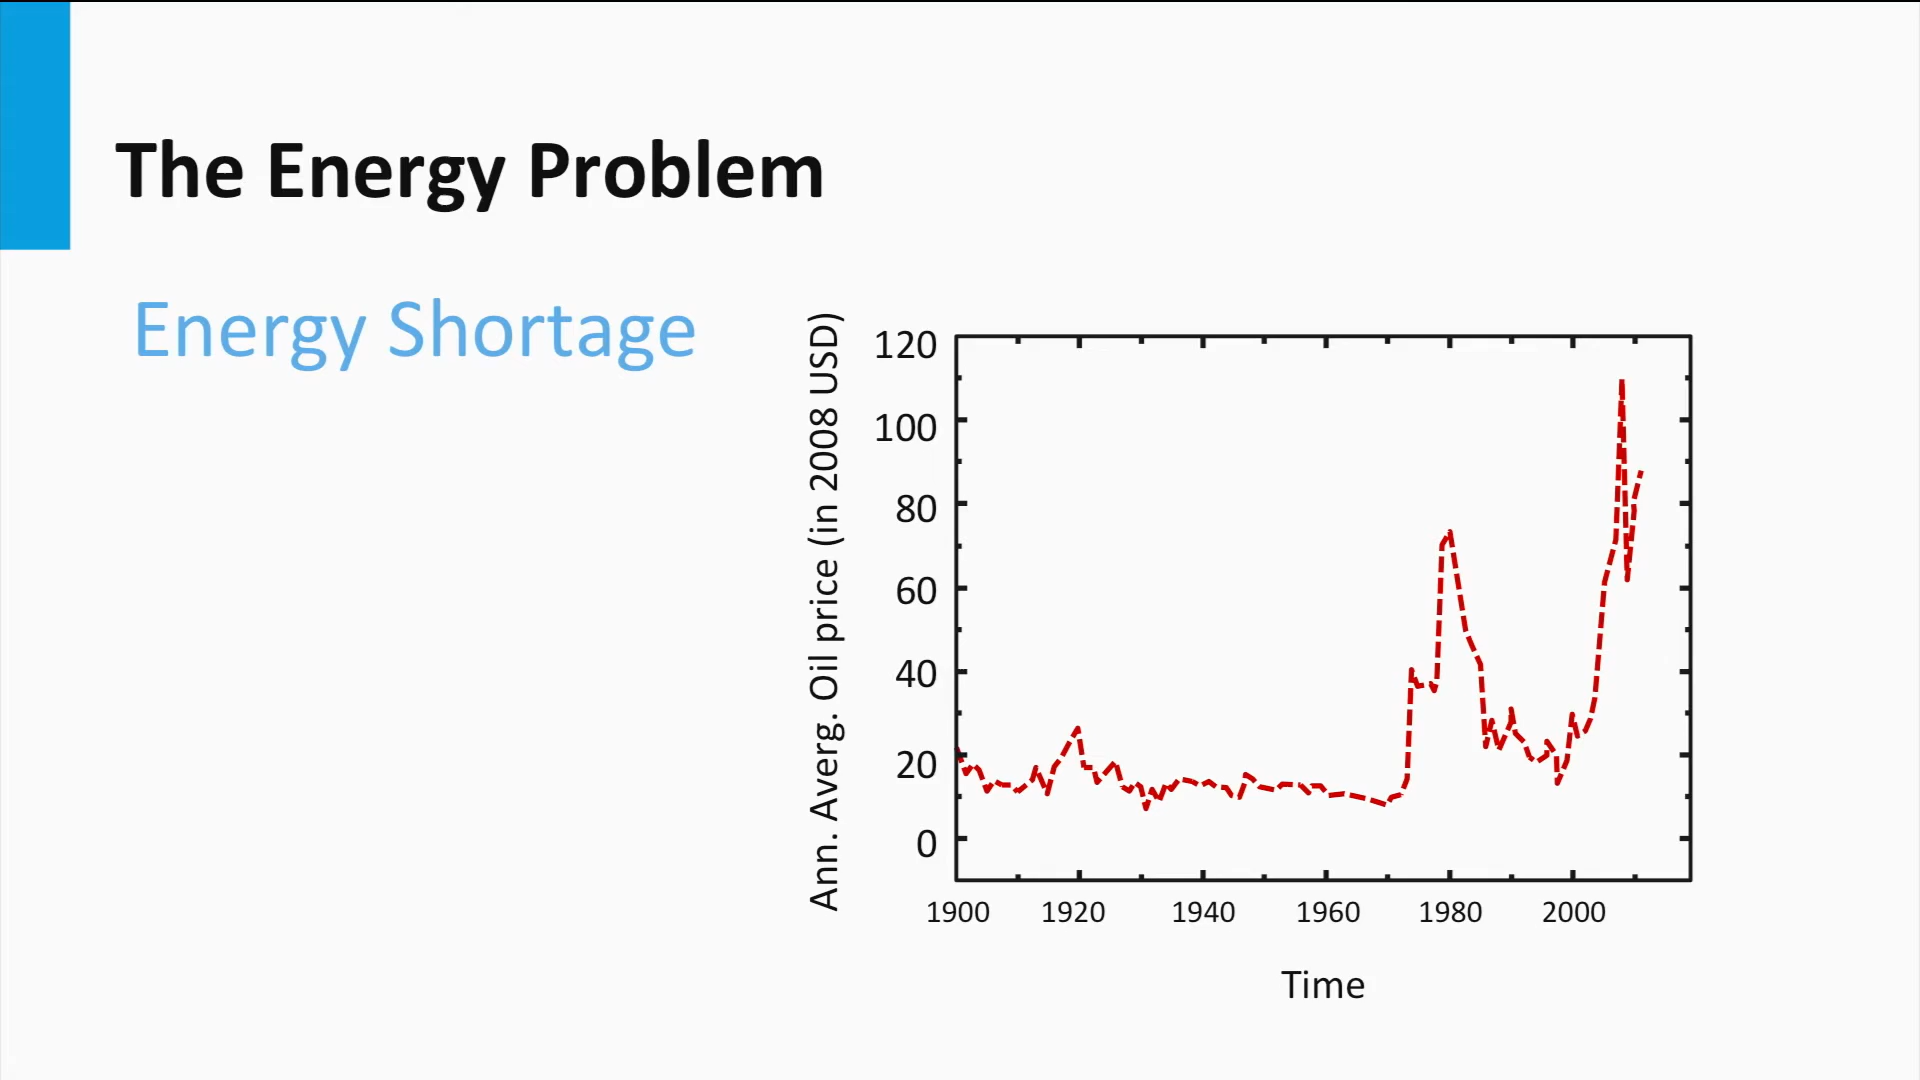 The Energy Problem
Energy Shortage
Ann. Averg. Oil price (in 2008 USD)
120
100
80
60
40
20
0
1900 1920 1940 1960 1980 2000
Time